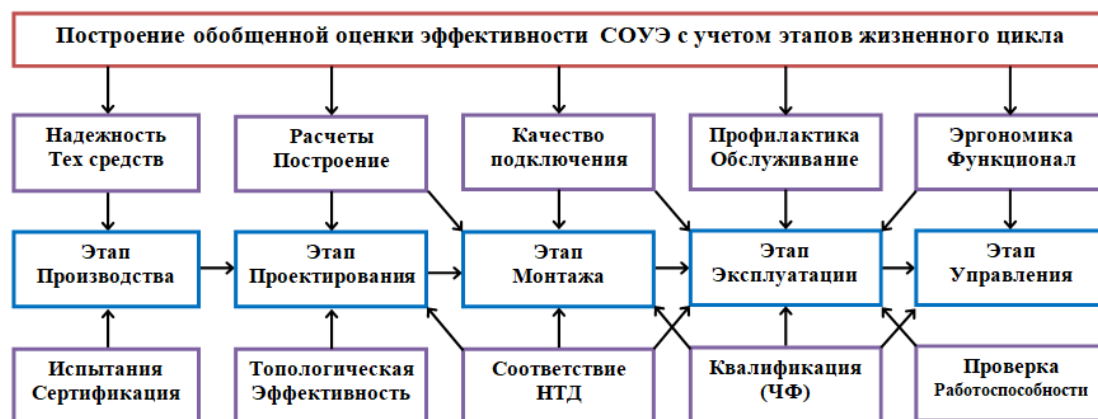 Построение обобщенной оценки эффективности СОУЭ с учетом этапов жизненного цикла
Надежность
Тех средств
Расчеты
Построение
Качество
подключения
Профилактика
Обслуживание
Эргономика
Функционал
Этап
Производства
Этап
Проектирования
Этап
Монтажа
Этап
Эксплуатации
Этап
Управления
Испытания
Сертификация
Топологическая
Эффективность
Соответствие
НТД
Квалификация
(ЧФ)
Проверка
Работоспособности